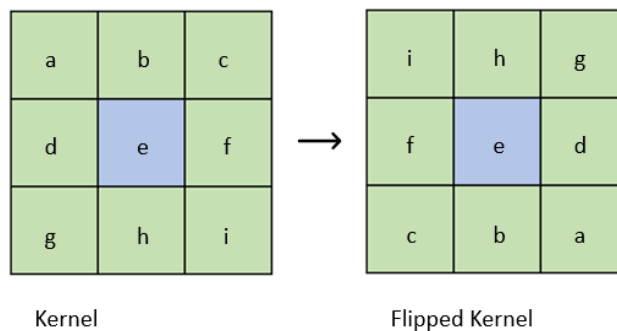 a b c
d e f
g h i
Kernel
i h g
f e d
c b a
Flipped Kernel